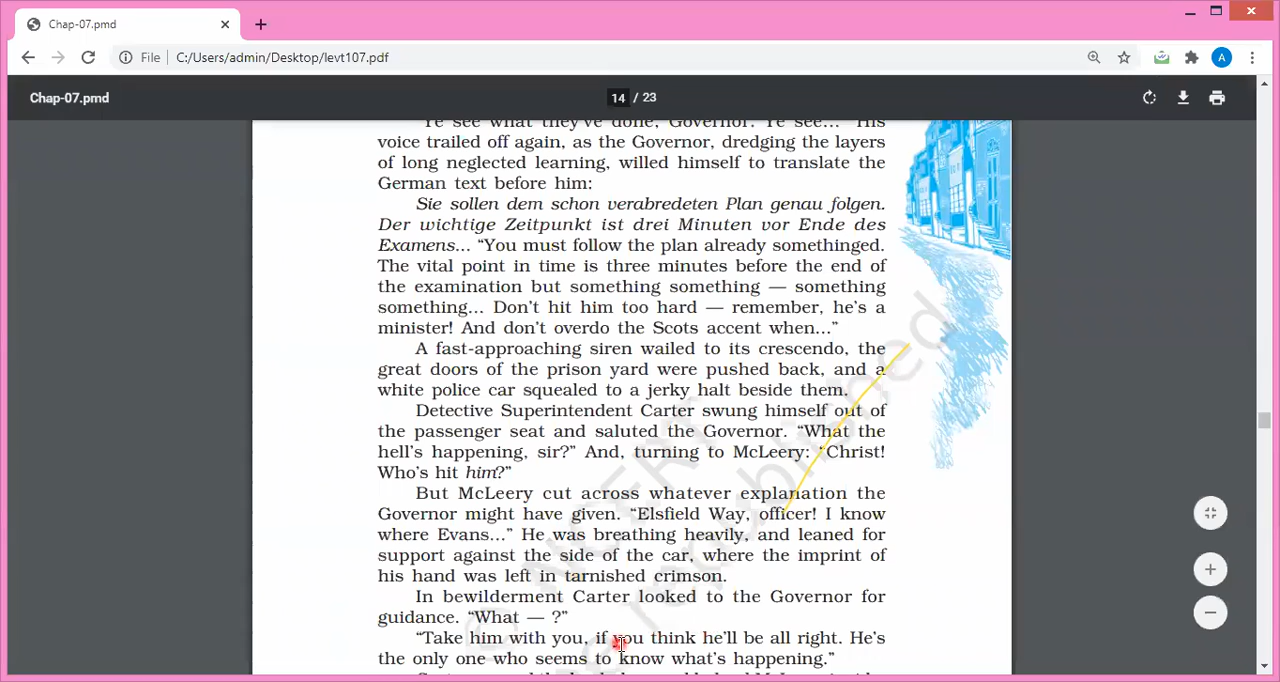 Chap-07.pmd
File C:/Users/admin/Desktop/levt107.pdf
A
Chap-07.pmd
14 / 23
"Ye see what they've done, Governor. Ye see..." His
voice trailed off again, as the Governor, dredging the layers
of long neglected learning, willed himself to translate the
German text before him:
Sie sollen dem schon verabredeten Plan genau folgen.
Der wichtige Zeitpunkt ist drei Minuten vor Ende des
Examens... "You must follow the plan already somethinged.
The vital point in time is three minutes before the end of
the examination but something something — something
something... Don't hit him too hard — remember, he's a
minister! And don't overdo the Scots accent when..."
A fast-approaching siren wailed to its crescendo, the
great doors of the prison yard were pushed back, and a
white police car squealed to a jerky halt beside them.
Detective Superintendent Carter swung himself out of
the passenger seat and saluted the Governor. "What the
hell's happening, sir?" And, turning to McLeery: "Christ!
Who's hit him?"
But McLeery cut across whatever explanation the
Governor might have given. "Elsfield Way, officer! I know
where Evans..." He was breathing heavily, and leaned for
support against the side of the car, where the imprint of
his hand was left in tarnished crimson.
In bewilderment Carter looked to the Governor for
guidance. "What — ?"
"Take him with you, if you think he'll be all right. He's
the only one who seems to know what's happening."
© NCERT
be republished